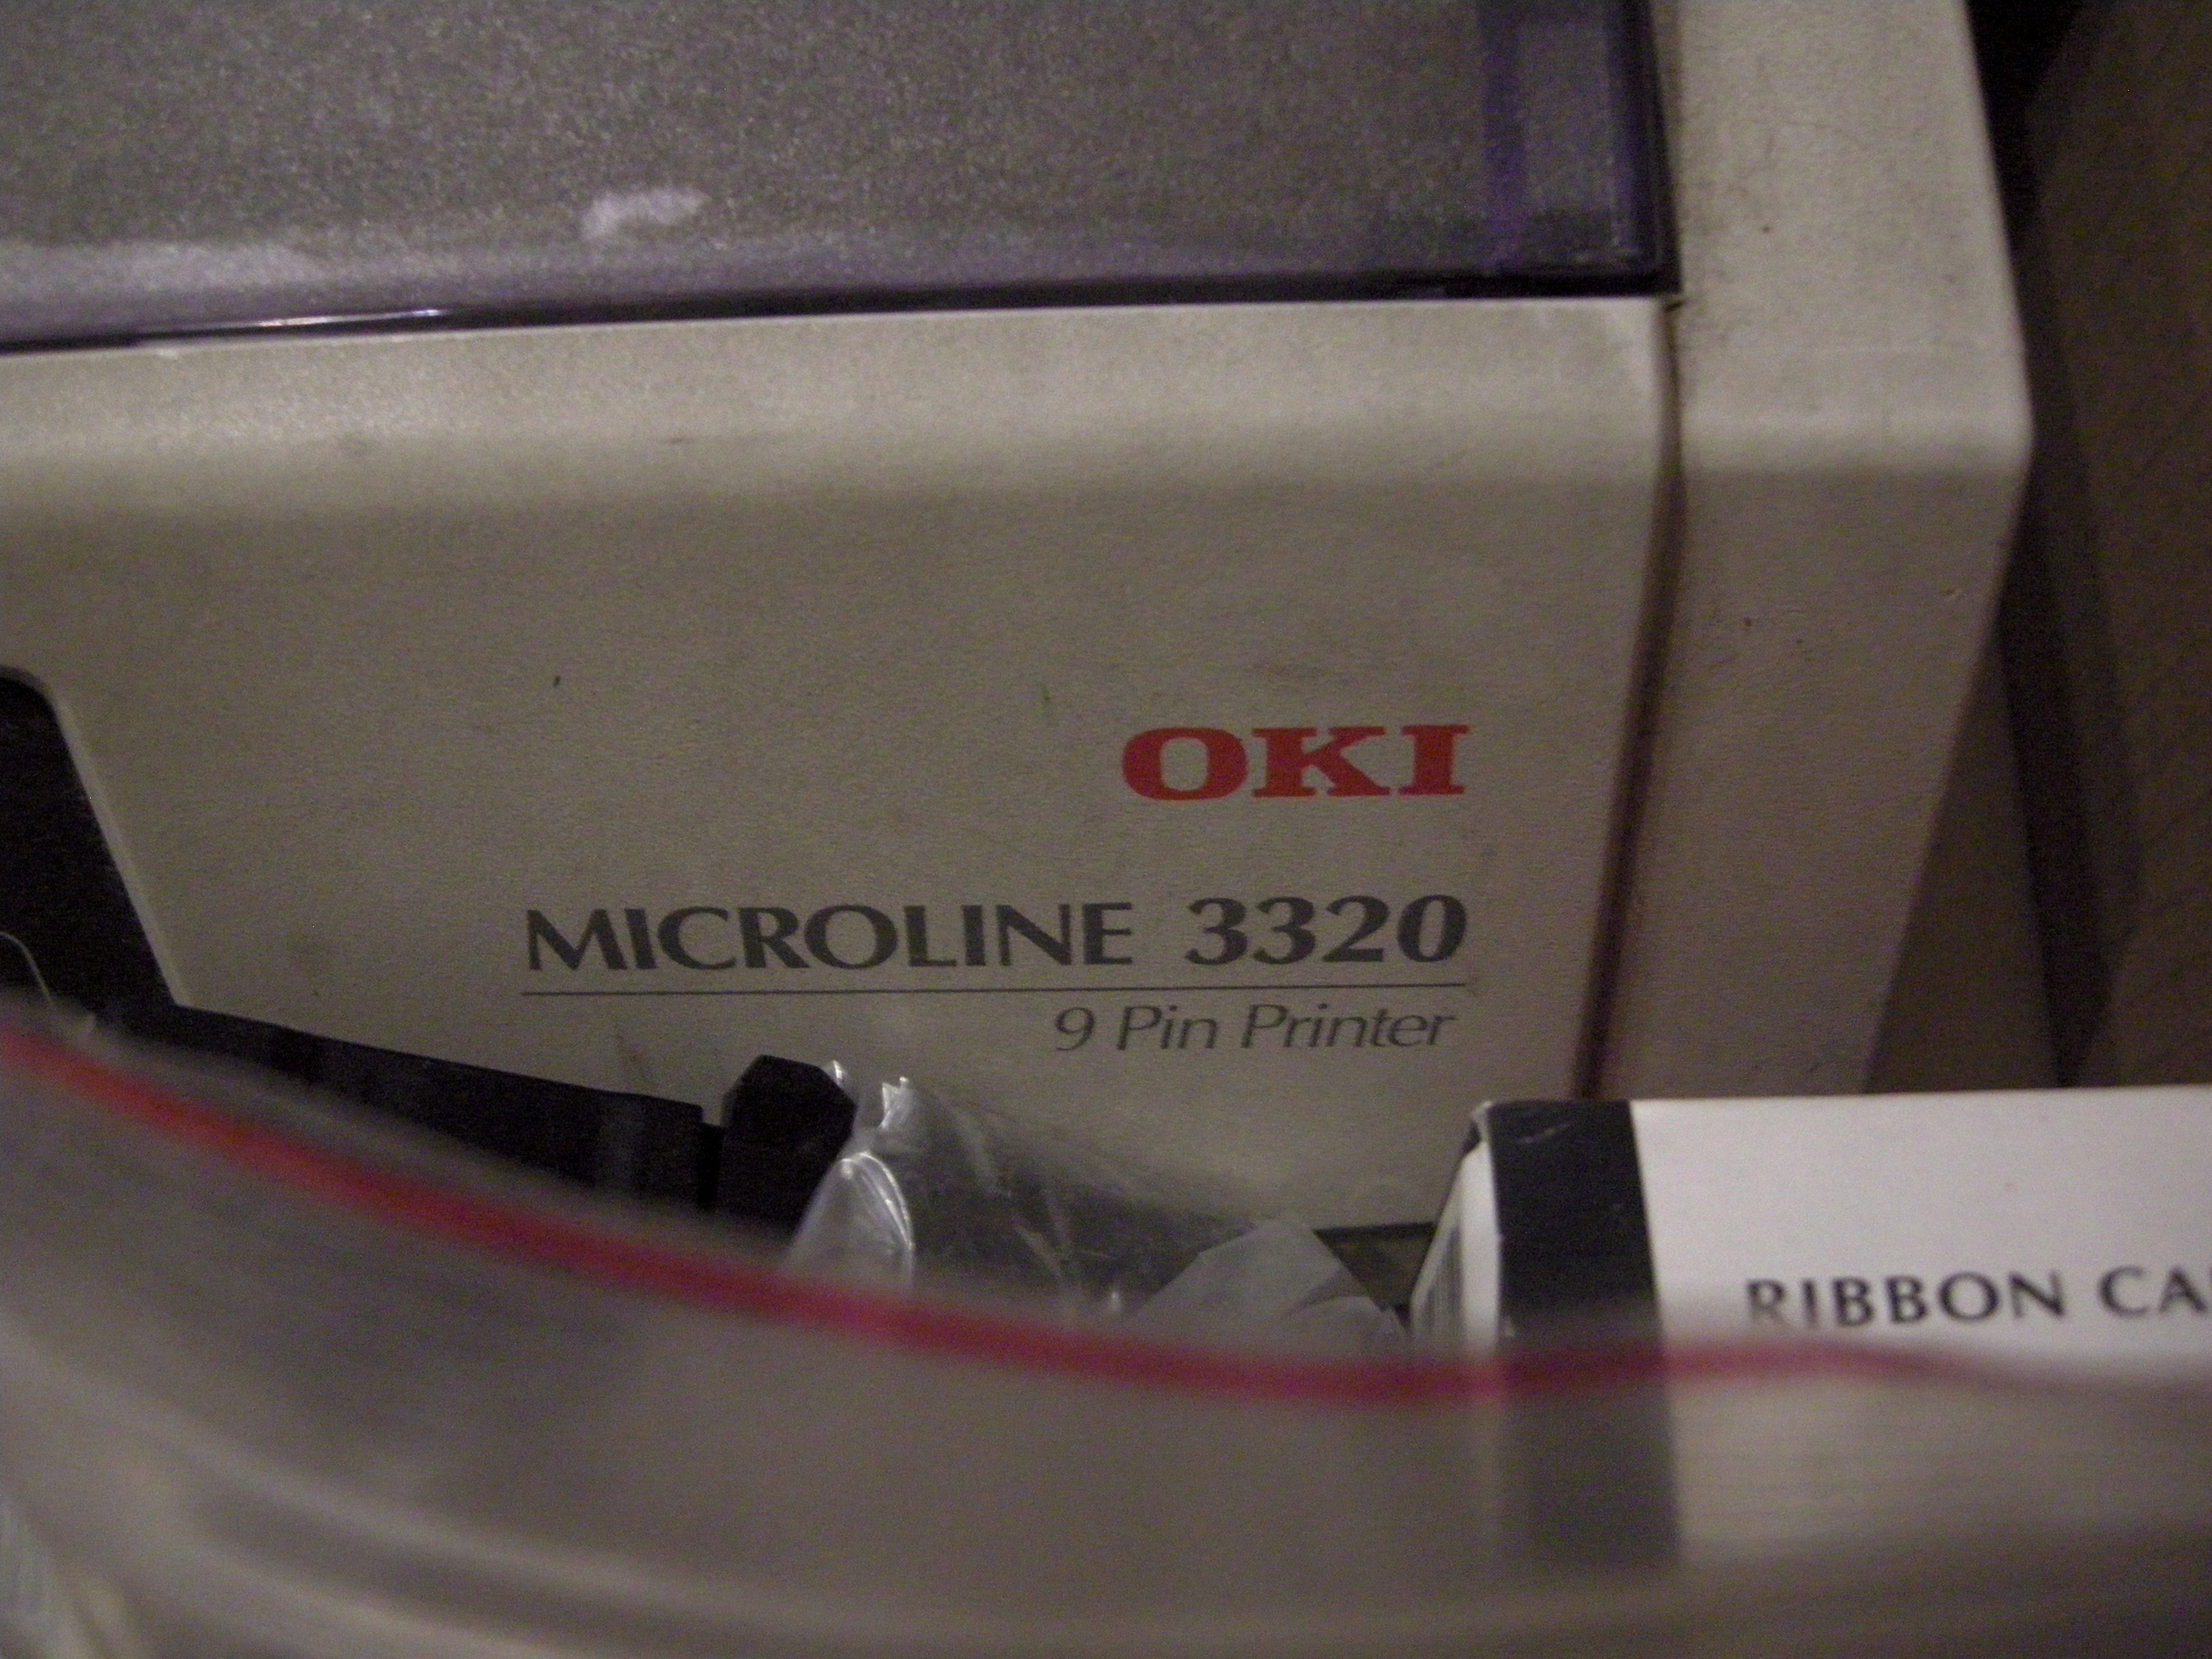 OKI
MICROLINE 3320
9 Pin Printer
RIBBON CA